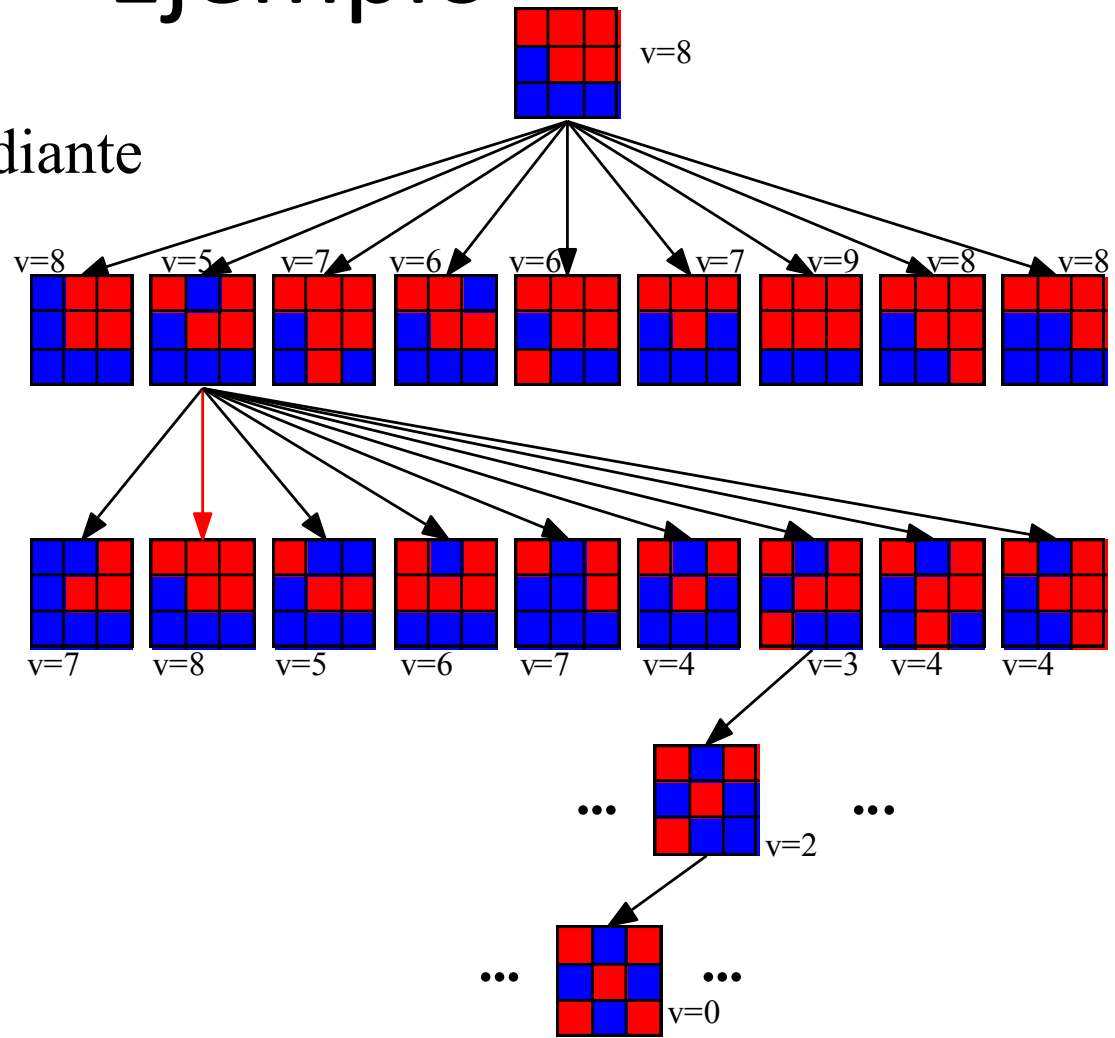 Ejemplo
v=8
diante
v=8 v=5 v=7 v=6 v=6 v=7 v=9 v=8 v=8
v=7 v=8 v=5 v=6 v=7 v=4 v=3 v=4 v=4
... ...
v=2
... ...
v=0